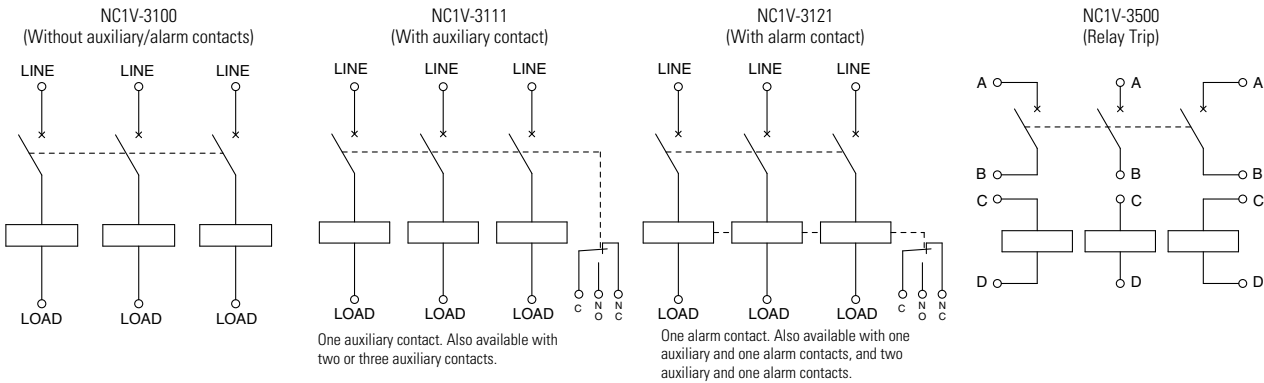 NC1V-3100
(Without auxiliary/alarm contacts)
LINE LINE LINE
LOAD LOAD LOAD
NC1V-3111
(With auxiliary contact)
LINE LINE LINE
LOAD LOAD LOAD
C NO NC
One auxiliary contact. Also available with
two or three auxiliary contacts.
NC1V-3121
(With alarm contact)
LINE LINE LINE
LOAD LOAD LOAD
C NO NC
One alarm contact. Also available with one
auxiliary and one alarm contacts, and two
auxiliary and one alarm contacts.
NC1V-3500
(Relay Trip)
A A A
B B B
C C C
D D D